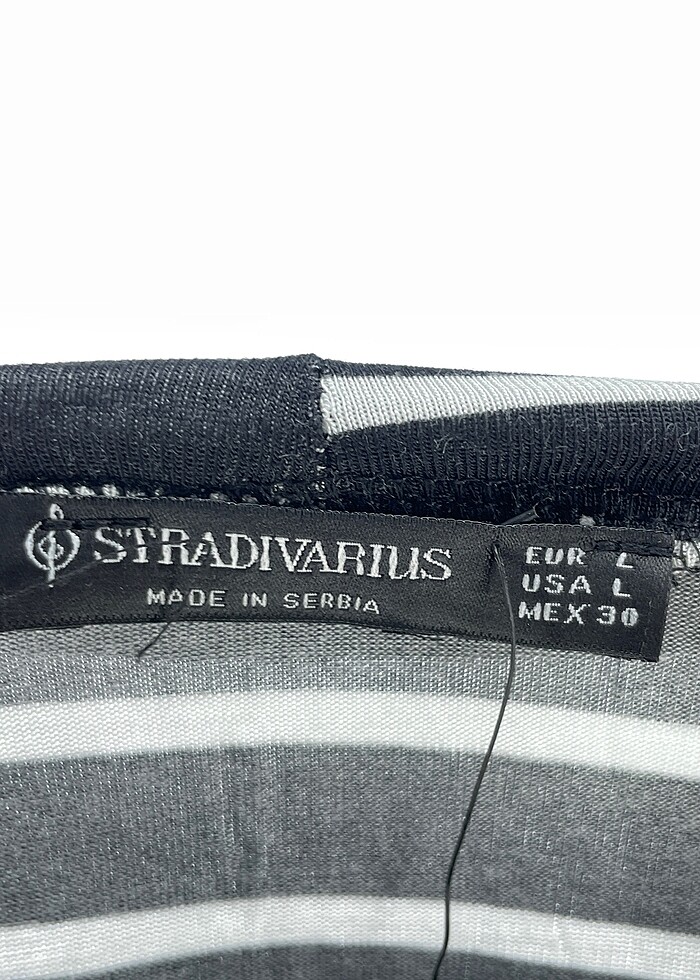 STRADIVARIUS
MADE IN SERBIA
EUR L
USA L
MEX 30